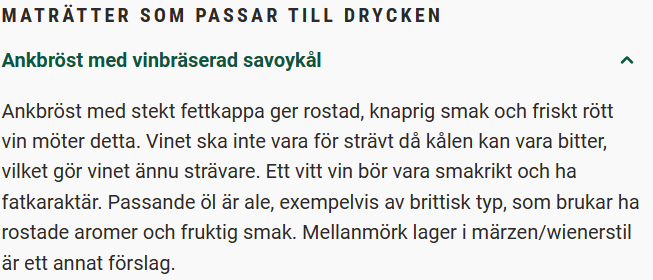 MATRÄTTER SOM PASSAR TILL DRYCKEN
Ankbröst med vinbräserad savoykål
Ankbröst med stekt fettkappa ger rostad, knaprig smak och friskt rött
vin möter detta. Vinet ska inte vara för strävt då kålen kan vara bitter,
vilket gör vinet ännu strävare. Ett vitt vin bör vara smakrikt och ha
fatkaraktär. Passande öl är ale, exempelvis av brittisk typ, som brukar ha
rostade aromer och fruktig smak. Mellanmörk lager i märzen/wienerstil
är ett annat förslag.